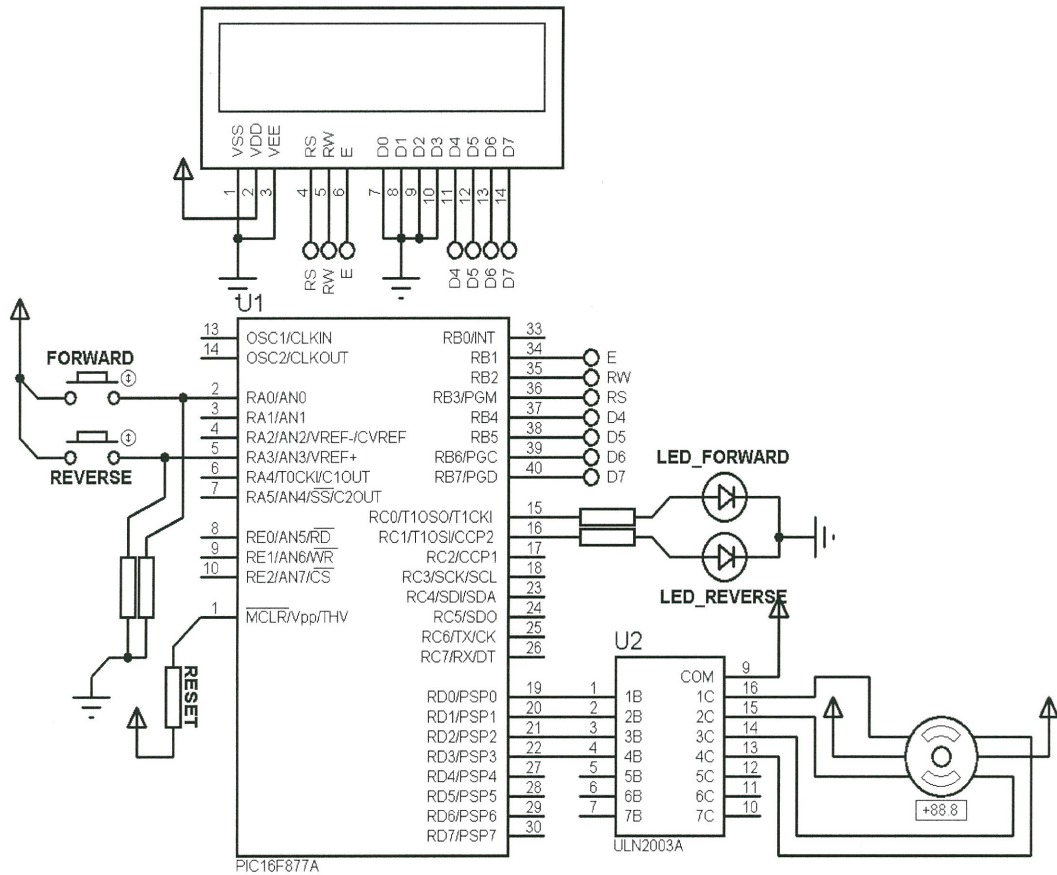 VSS VDD VEE RS RW E D0 D1 D2 D3 D4 D5 D6 D7
1 2 3 4 5 6 7 8 9 10 11 12 13 14
RS RW E D4 D5 D6 D7
U1
13 OSC1/CLKIN RB0/INT 33
14 OSC2/CLKOUT RB1 34 E
RB2 35 RW
FORWARD
2 RA0/AN0 RB3/PGM 36 RS
3 RA1/AN1 RB4 37 D4
4 RA2/AN2/VREF-/CVREF RB5 38 D5
5 RA3/AN3/VREF+ RB6/PGC 39 D6
REVERSE
6 RA4/T0CKI/C1OUT RB7/PGD 40 D7
7 RA5/AN4/SS/C2OUT
LED_FORWARD
RC0/T1OSO/T1CKI 15
8 RE0/AN5/RD RC1/T1OSI/CCP2 16
9 RE1/AN6/WR RC2/CCP1 17
10 RE2/AN7/CS RC3/SCK/SCL 18
LED_REVERSE
RC4/SDI/SDA 23
1 MCLR/Vpp/THV RC5/SDO 24
RC6/TX/CK 25
RC7/RX/DT 26
RESET
U2
COM 9
RD0/PSP0 19 1 1B 1C 16
RD1/PSP1 20 2 2B 2C 15
RD2/PSP2 21 3 3B 3C 14
RD3/PSP3 22 4 4B 4C 13
RD4/PSP4 27 5 5B 5C 12
RD5/PSP5 28 6 6B 6C 11
RD6/PSP6 29 7 7B 7C 10
RD7/PSP7 30
+88.8
ULN2003A
PIC16F877A